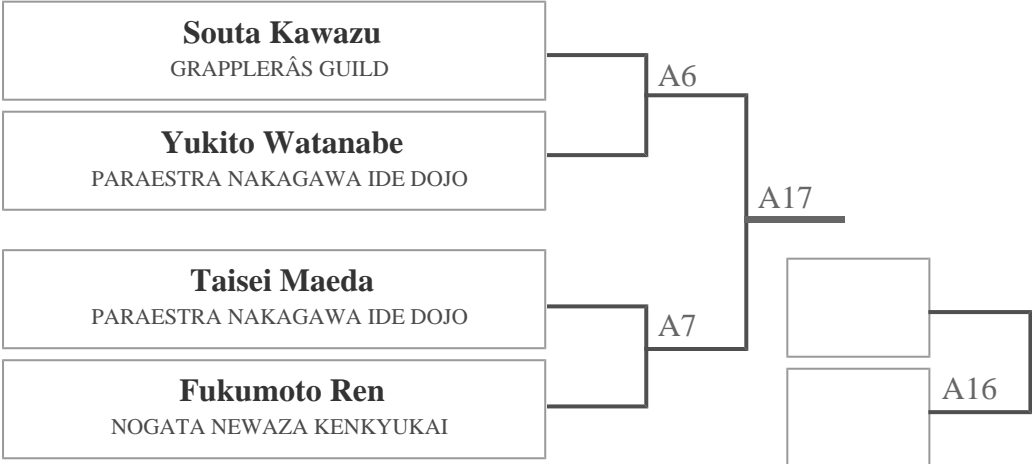 Souta Kawazu
GRAPPLERÂS GUILD
A6
Yukito Watanabe
PARAESTRA NAKAGAWA IDE DOJO
A17
Taisei Maeda
PARAESTRA NAKAGAWA IDE DOJO
A7
Fukumoto Ren
NOGATA NEWAZA KENKYUKAI
A16